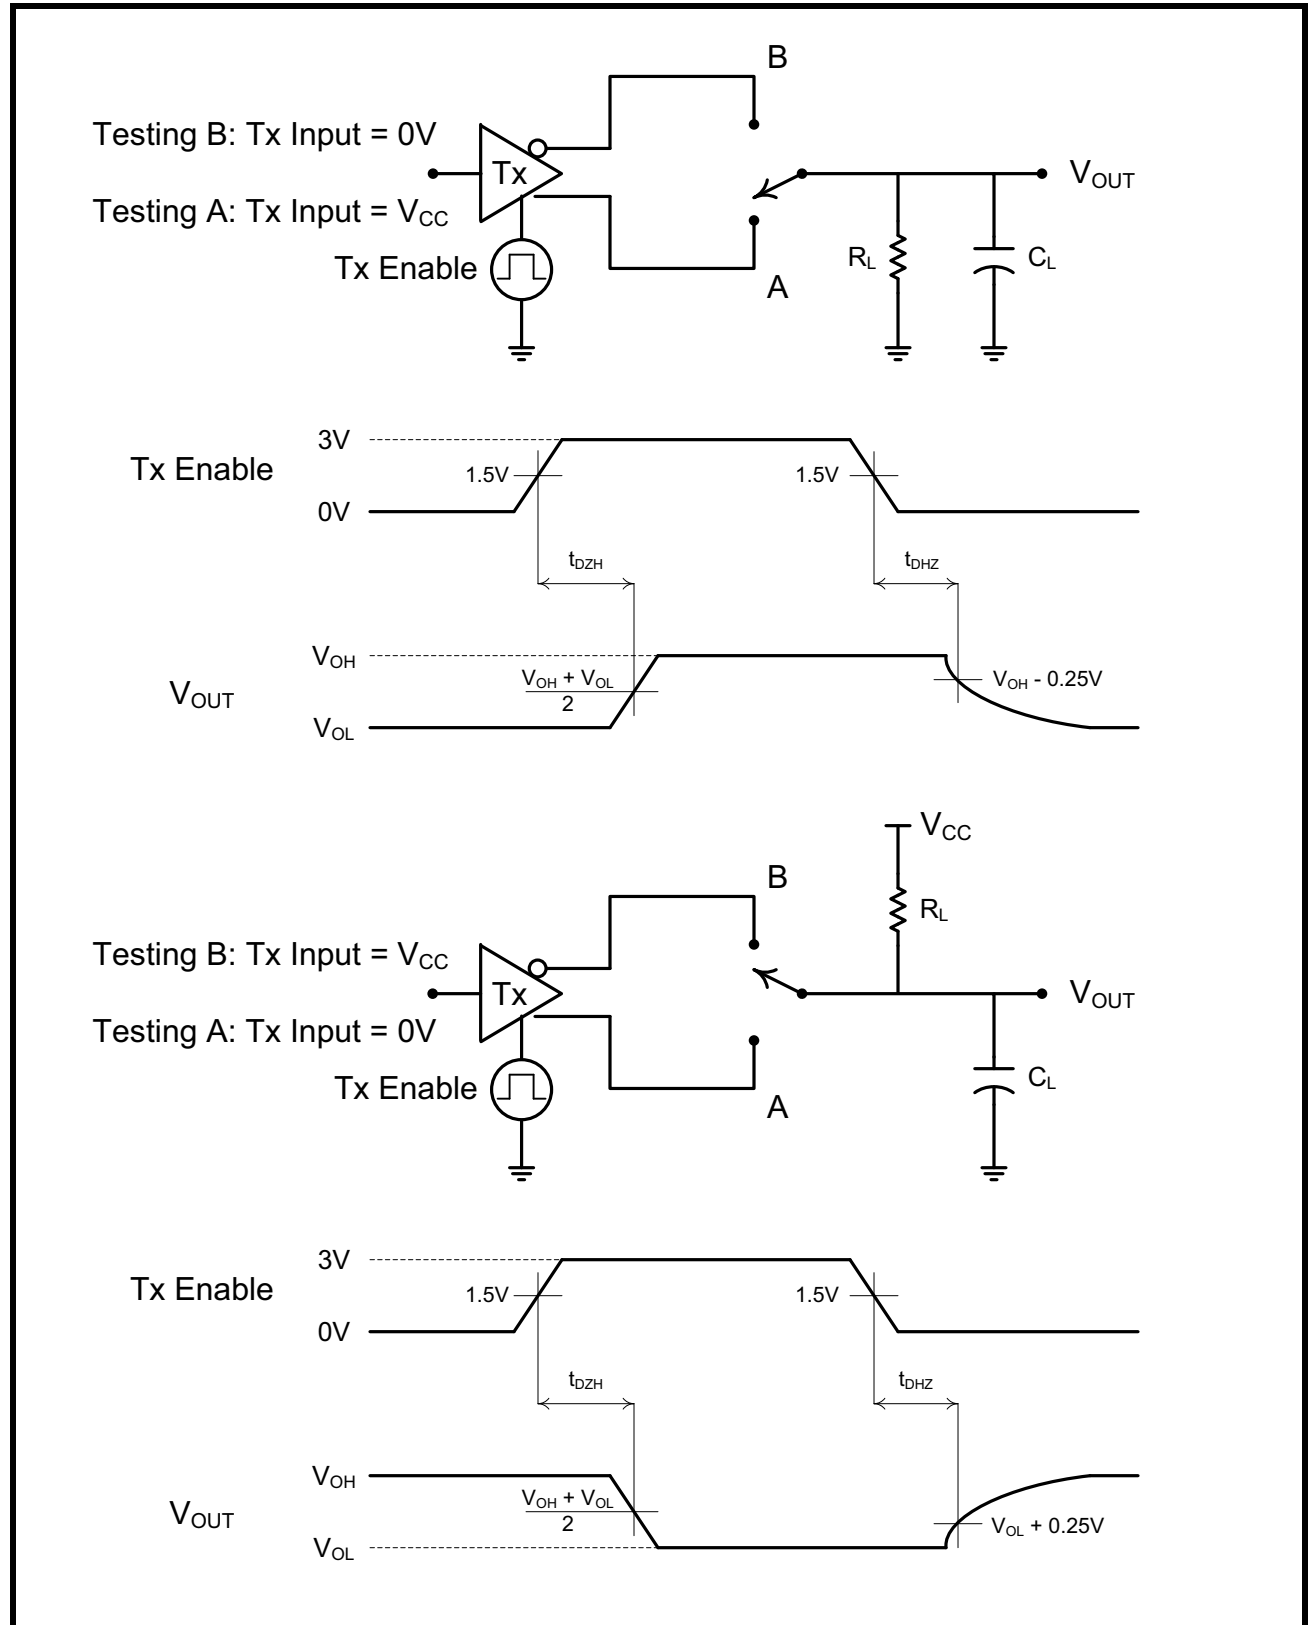 B
Testing B: Tx Input = 0V
Tx
V_OUT
Testing A: Tx Input = V_CC
R_L
C_L
Tx Enable
A
3V
Tx Enable
1.5V
1.5V
0V
t_DZH
t_DHZ
V_OH
V_OH + V_OL
2
V_OH - 0.25V
V_OUT
V_OL
V_CC
B
R_L
Testing B: Tx Input = V_CC
Tx
V_OUT
Testing A: Tx Input = 0V
C_L
Tx Enable
A
3V
Tx Enable
1.5V
1.5V
0V
t_DZH
t_DHZ
V_OH
V_OH + V_OL
2
V_OUT
V_OL + 0.25V
V_OL